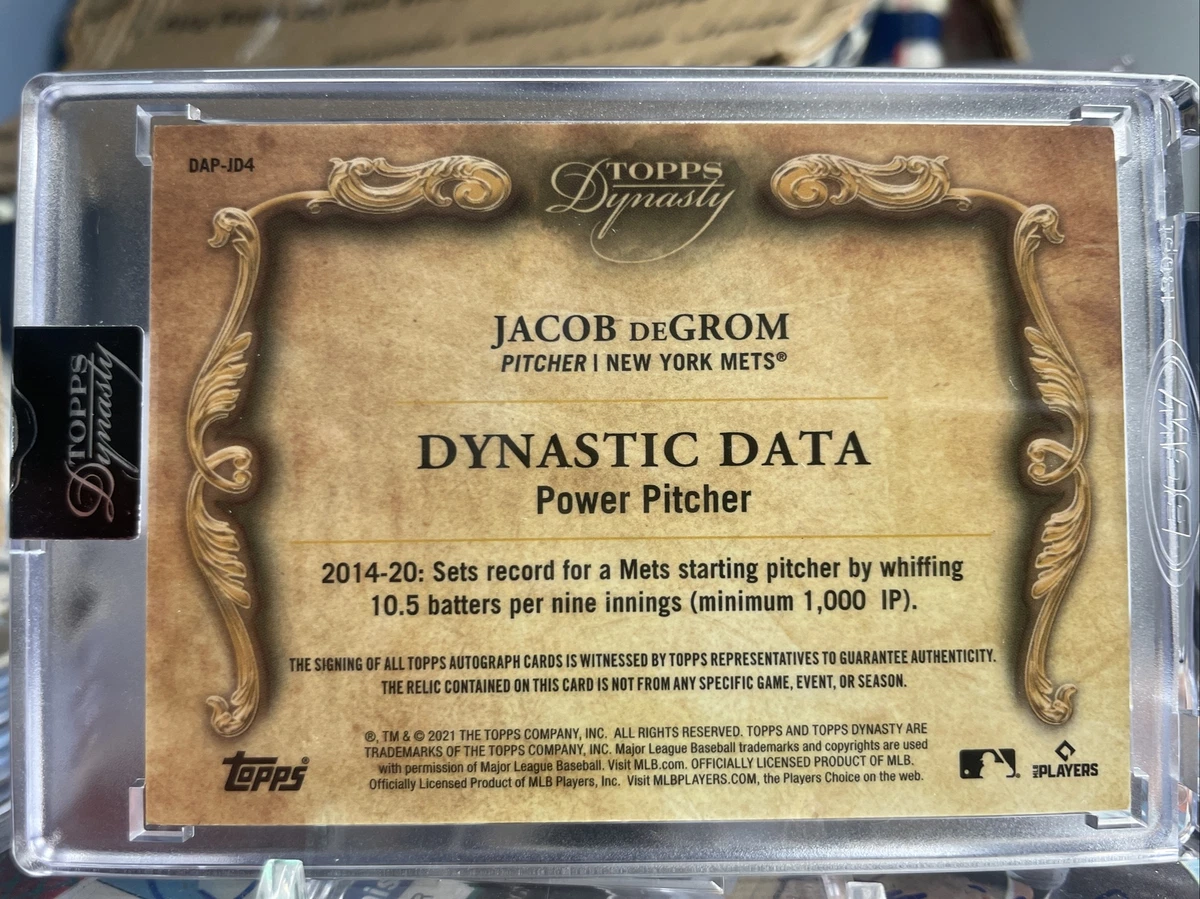 DAP-JD4
TOPPS
Dynasty
JACOB DEGROM
PITCHER | NEW YORK METS®
DYNASTIC DATA
Power Pitcher
2014-20: Sets record for a Mets starting pitcher by whiffing
10.5 batters per nine innings (minimum 1,000 IP).
THE SIGNING OF ALL TOPPS AUTOGRAPH CARDS IS WITNESSED BY TOPPS REPRESENTATIVES TO GUARANTEE AUTHENTICITY.
THE RELIC CONTAINED ON THIS CARD IS NOT FROM ANY SPECIFIC GAME, EVENT, OR SEASON.
®, TM & © 2021 THE TOPPS COMPANY, INC. ALL RIGHTS RESERVED. TOPPS AND TOPPS DYNASTY ARE
TRADEMARKS OF THE TOPPS COMPANY, INC. Major League Baseball trademarks and copyrights are used
with permission of Major League Baseball. Visit MLB.com. OFFICIALLY LICENSED PRODUCT OF MLB.
Officially Licensed Product of MLB Players, Inc. Visit MLBPLAYERS.COM, the Players Choice on the web.
topps®
MLB PLAYERS
TOPPS
Dynasty